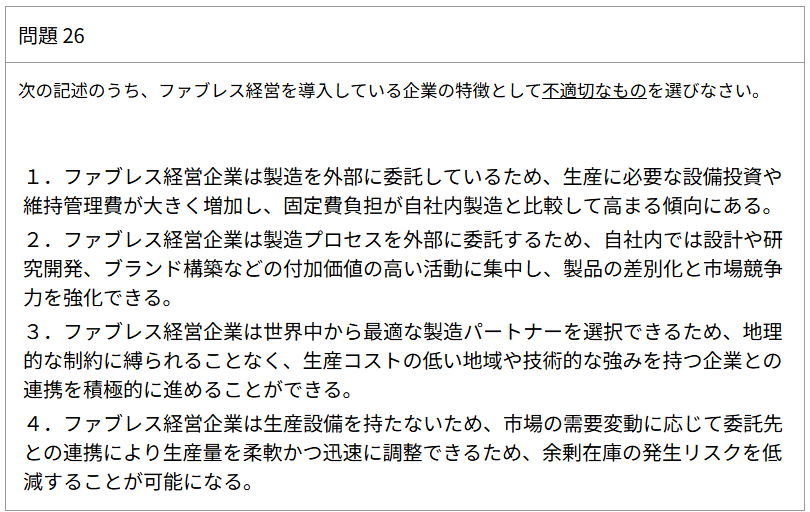 問題 26
次の記述のうち、ファブレス経営を導入している企業の特徴として不適切なものを選びなさい。
１．ファブレス経営企業は製造を外部に委託しているため、生産に必要な設備投資や
維持管理費が大きく増加し、固定費負担が自社内製造と比較して高まる傾向にある。
２．ファブレス経営企業は製造プロセスを外部に委託するため、自社内では設計や研
究開発、ブランド構築などの付加価値の高い活動に集中し、製品の差別化と市場競争
力を強化できる。
３．ファブレス経営企業は世界中から最適な製造パートナーを選択できるため、地理
的な制約に縛られることなく、生産コストの低い地域や技術的な強みを持つ企業との
連携を積極的に進めることができる。
４．ファブレス経営企業は生産設備を持たないため、市場の需要変動に応じて委託先
との連携により生産量を柔軟かつ迅速に調整できるため、余剰在庫の発生リスクを低
減することが可能になる。